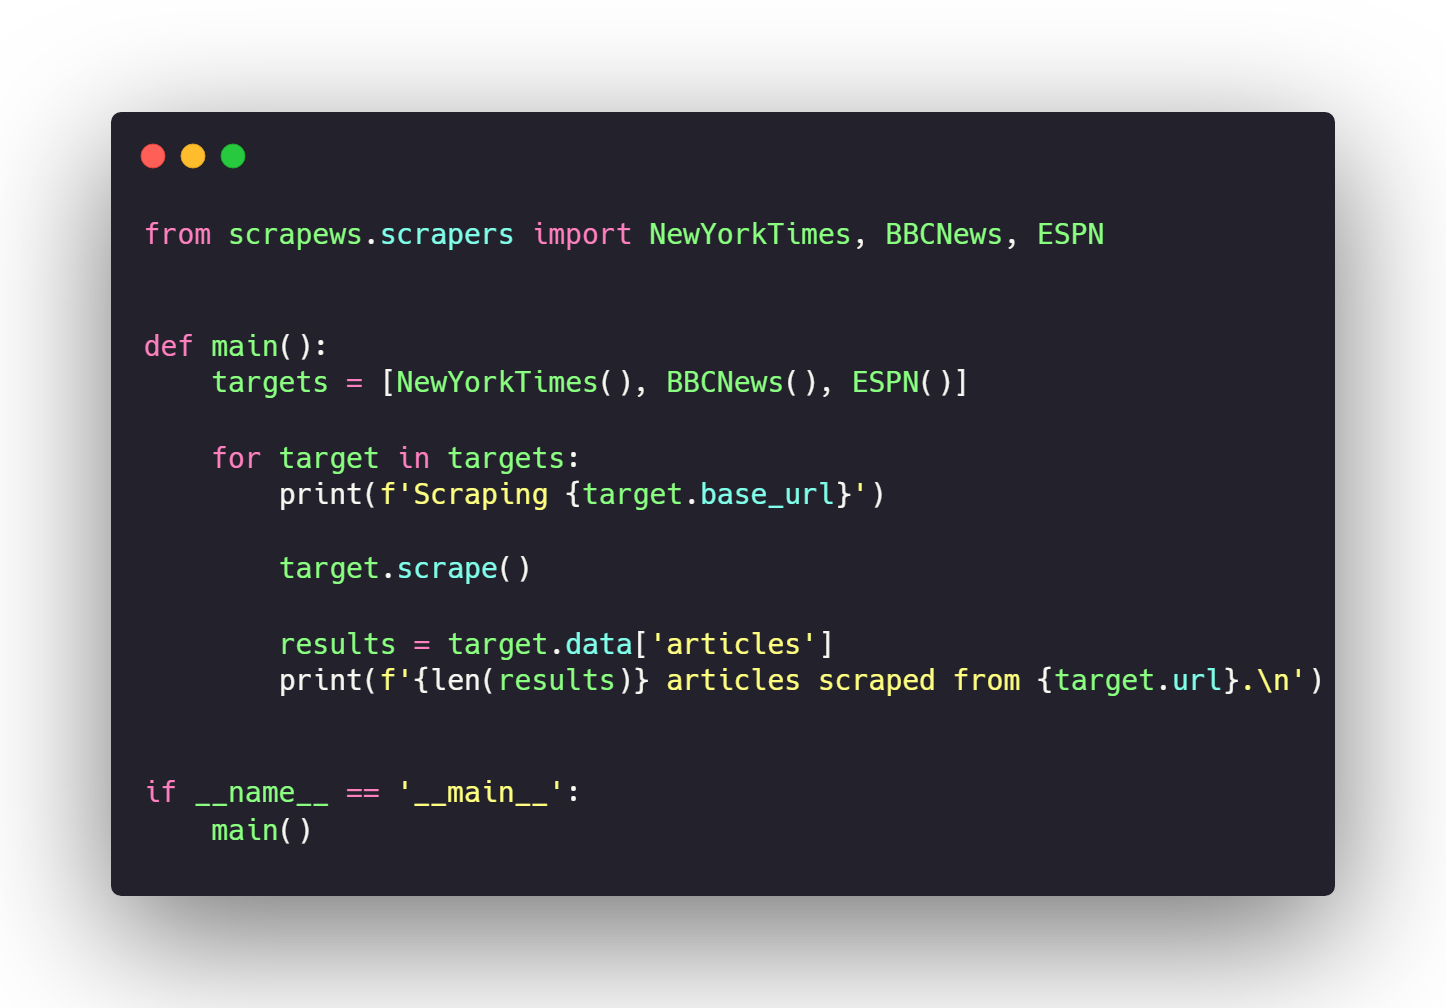 from scrapews.scrapers import NewYorkTimes, BBCNews, ESPN
def main():
    targets = [NewYorkTimes(), BBCNews(), ESPN()]
    for target in targets:
        print(f'Scraping {target.base_url}')
        target.scrape()
        results = target.data['articles']
        print(f'{len(results)} articles scraped from {target.url}.\n')
if __name__ == '__main__':
    main()